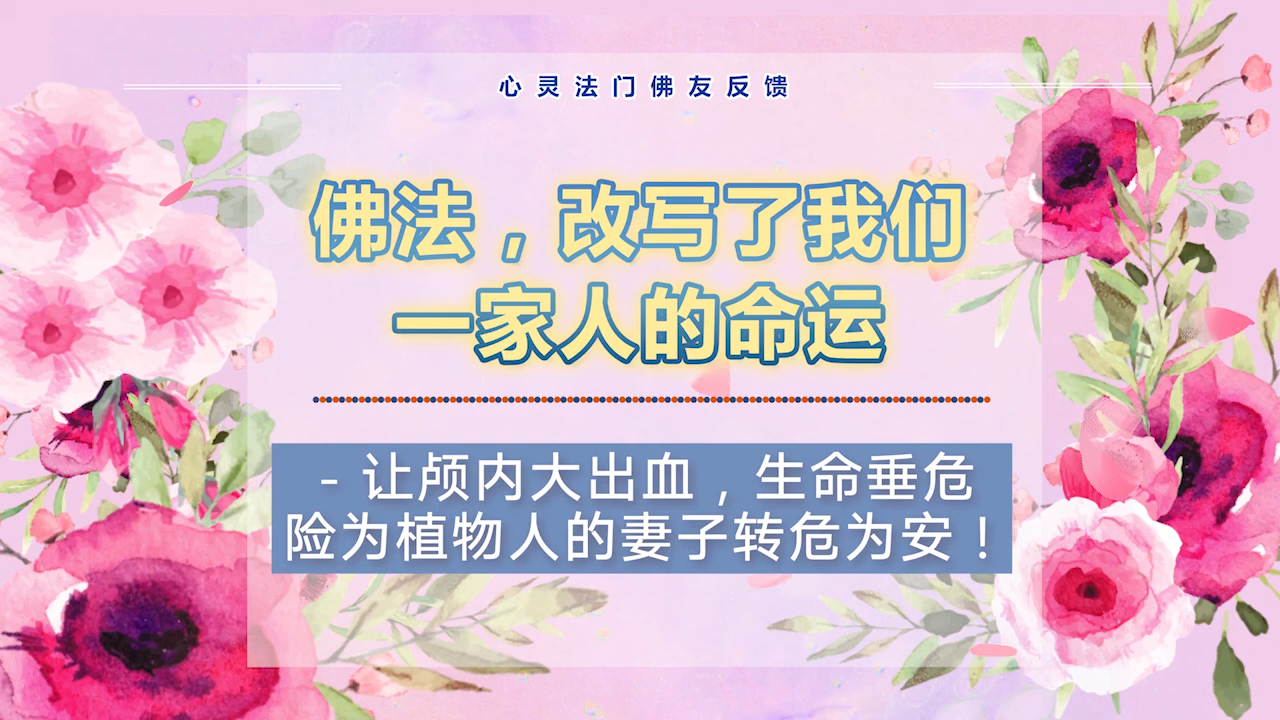 心灵法门佛友反馈
佛法，改写了我们
一家人的命运
- 让颅内大出血，生命垂危
险为植物人的妻子转危为安！